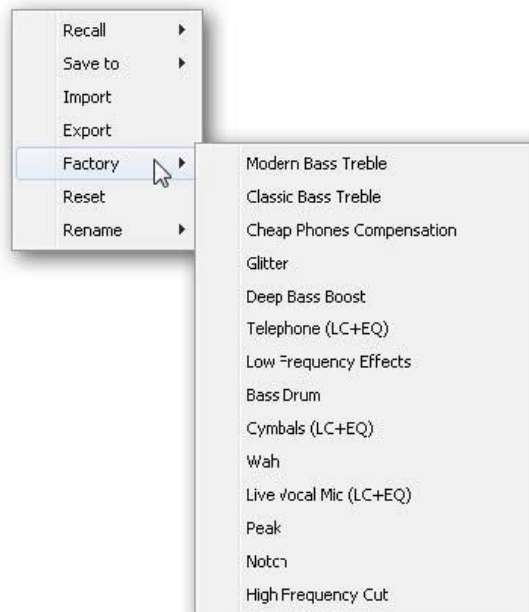 Recall
Save to
Import
Export
Factory
Reset
Rename
Modern Bass Treble
Classic Bass Treble
Cheap Phones Compensation
Glitter
Deep Bass Boost
Telephone (LC+EQ)
Low Frequency Effects
Bass Drum
Cymbals (LC+EQ)
Wah
Live Vocal Mic (LC+EQ)
Peak
Notch
High Frequency Cut